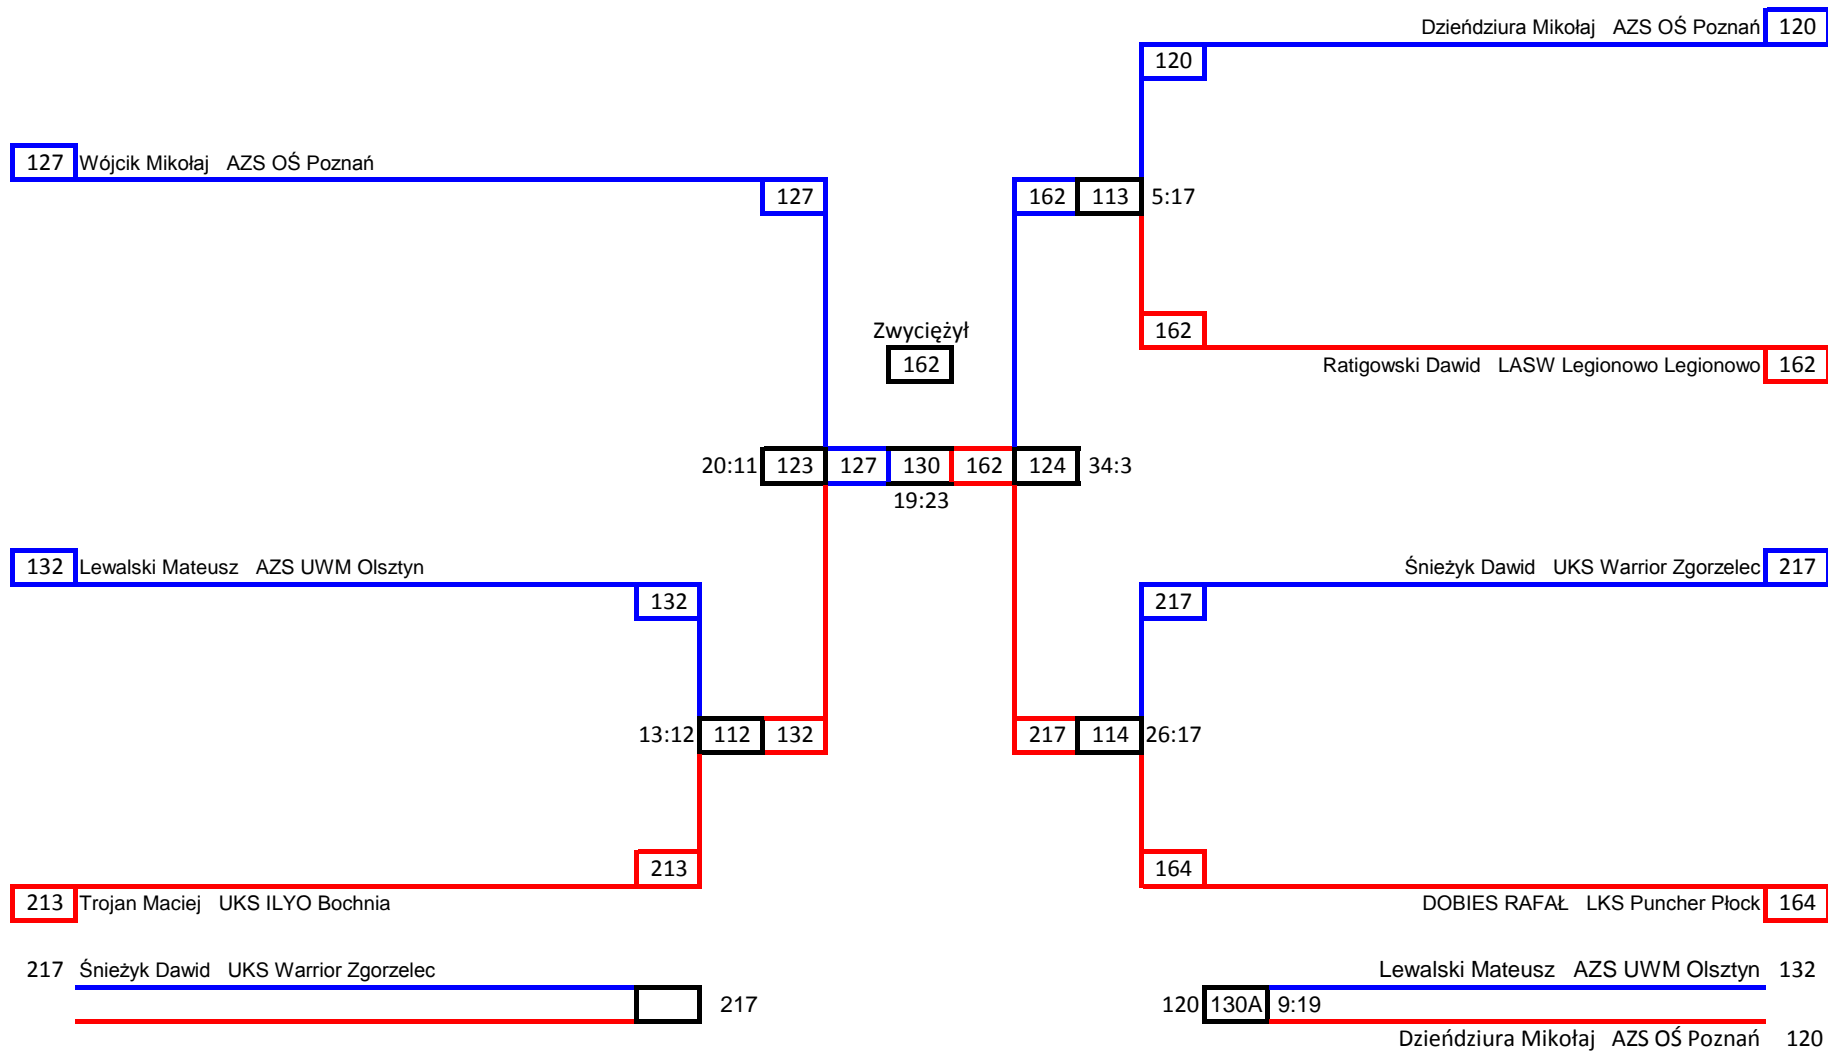 Dzieńdziura Mikołaj AZS OŚ Poznań 120
120
127 Wójcik Mikołaj AZS OŚ Poznań
127 162 113 5:17
Zwyciężył
162
162
Ratigowski Dawid LASW Legionowo Legionowo 162
20:11 123 127 130 162 124 34:3
19:23
132 Lewalski Mateusz AZS UWM Olsztyn
Śnieżyk Dawid UKS Warrior Zgorzelec 217
132
217
13:12 112 132
217 114 26:17
213
164
213 Trojan Maciej UKS ILYO Bochnia
DOBIES RAFAŁ LKS Puncher Płock 164
217 Śnieżyk Dawid UKS Warrior Zgorzelec
217
Lewalski Mateusz AZS UWM Olsztyn 132
120 130A 9:19
Dzieńdziura Mikołaj AZS OŚ Poznań 120